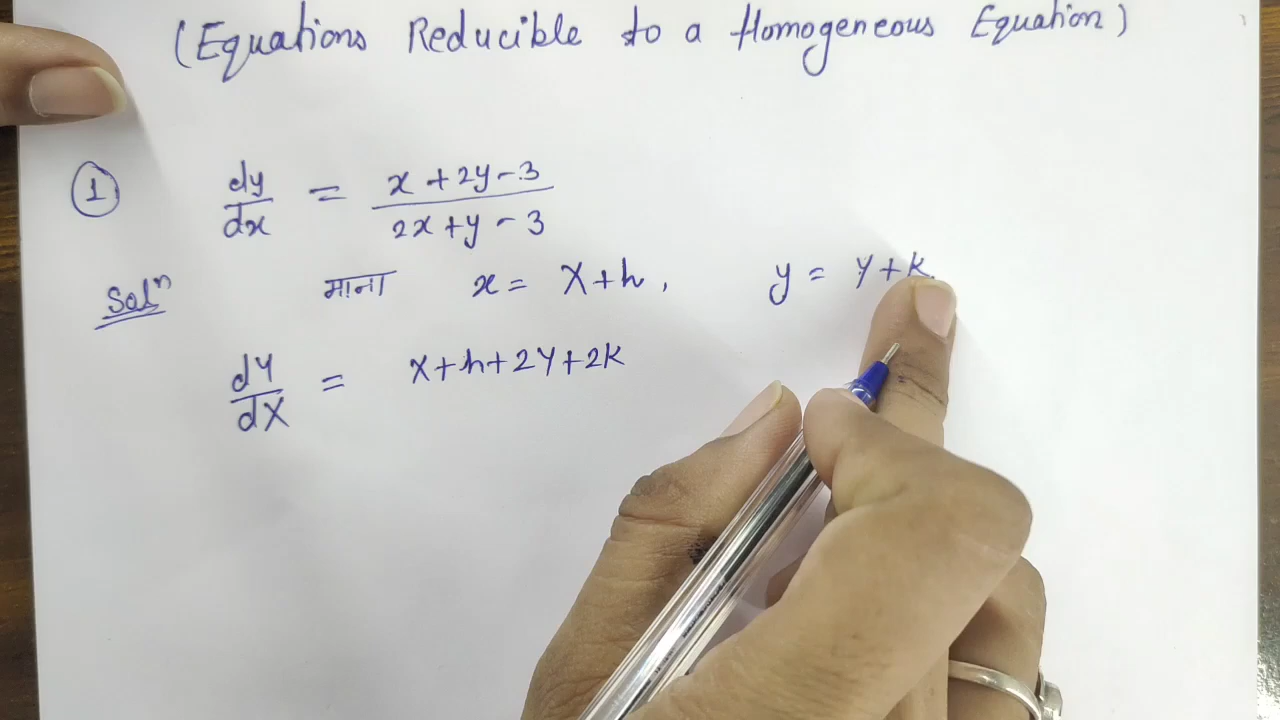 (Equations Reducible to a Homogeneous Equation)
① dy/dx = x + 2y - 3 / 2x + y - 3
Solⁿ माना x = X + h, y = Y + k.
dY/dX = X + h + 2Y + 2k